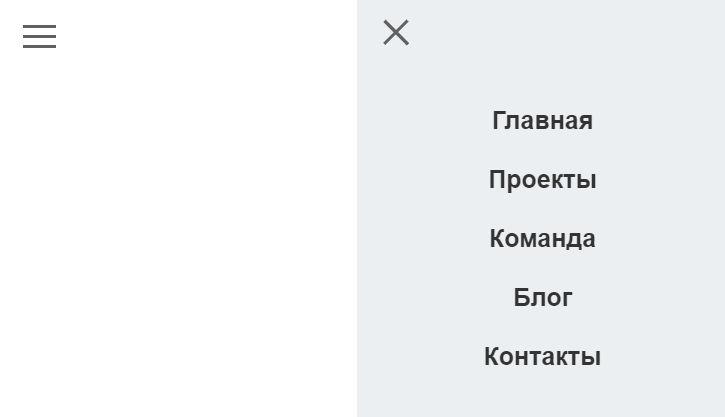 Главная
Проекты
Команда
Блог
Контакты